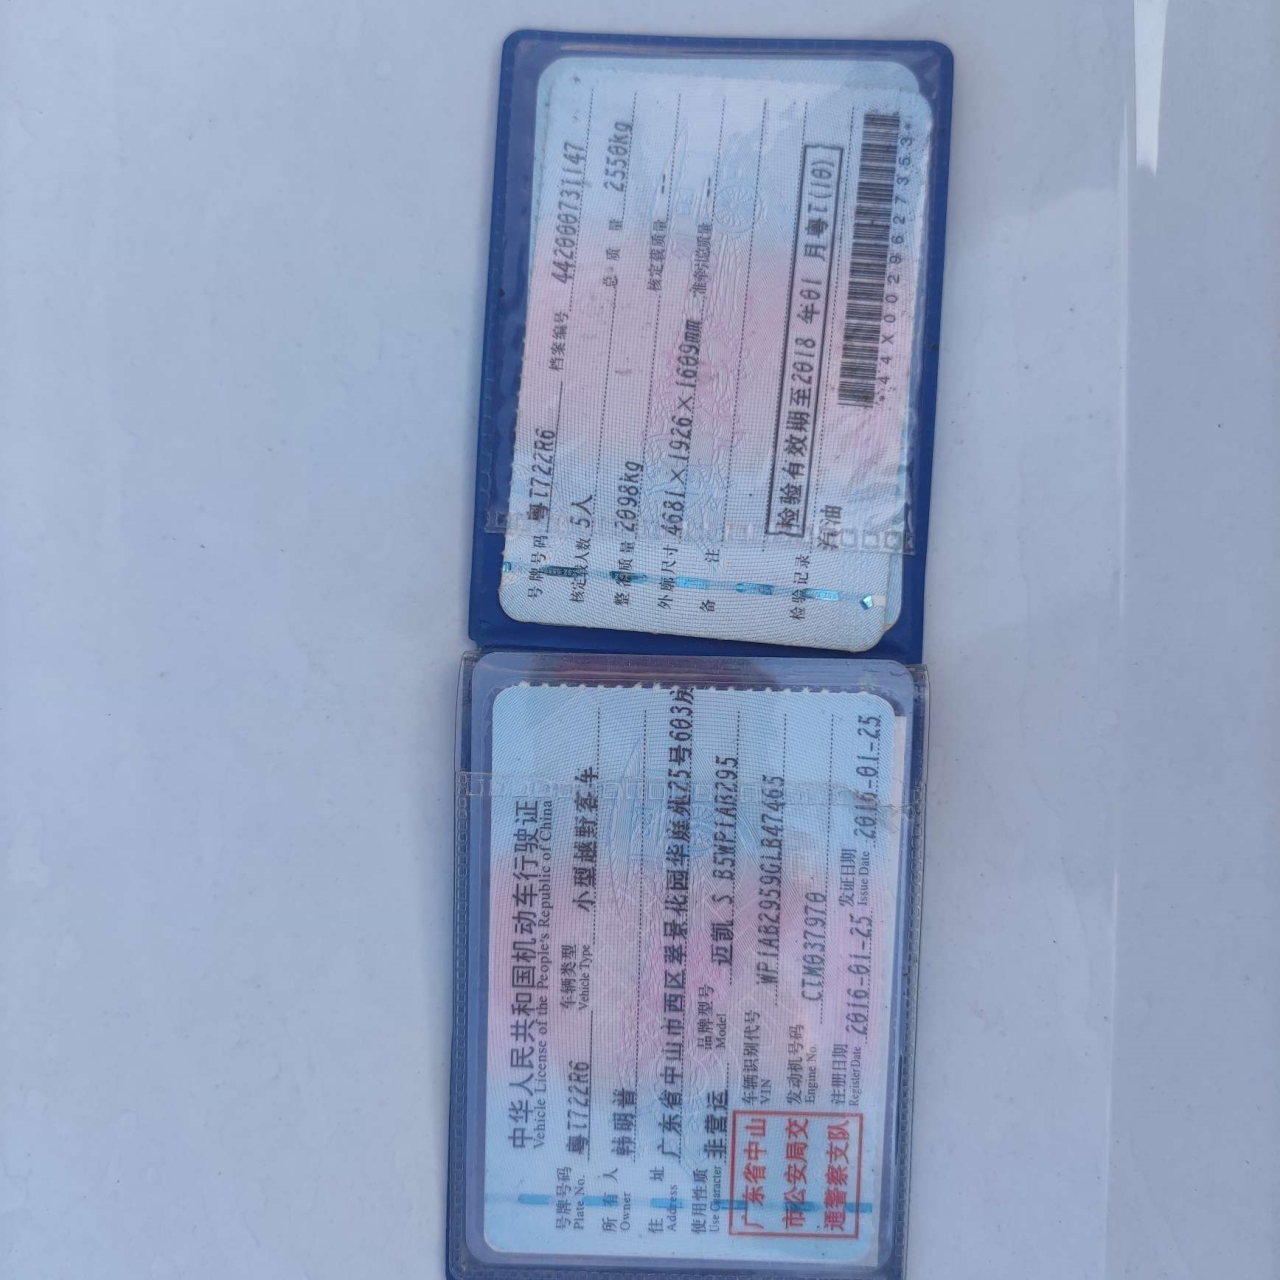 中华人民共和国机动车行驶证
Vehicle License of the People's Republic of China
号牌号码 粤T722R6 车辆类型 小型越野客车
Plate No. Vehicle Type
所有人 韩明普
Owner
住址 广东省中山市西区翠景花园华庭苑25号603房
Address
使用性质 非营运 品牌型号 迈凯 S B5WP1AB295
Use Character Model
广东省中山
市公安局交
通警察支队
车辆识别代号 WP1AB2959GLB47465
VIN
发动机号码 CTM037970
Engine No.
注册日期 2016-01-25 发证日期 2016-01-25
Register Date Issue Date
号牌号码 粤T722R6 档案编号 442000731147
核定载人数 5人 总质量 2550kg
整备质量 2098kg 核定载质量 --
外廓尺寸 4681×1926×1609mm 准牵引总质量 --
备注
检验有效期至2018 年01 月粤T(10)
检验记录
汽油
*44X0029627353*